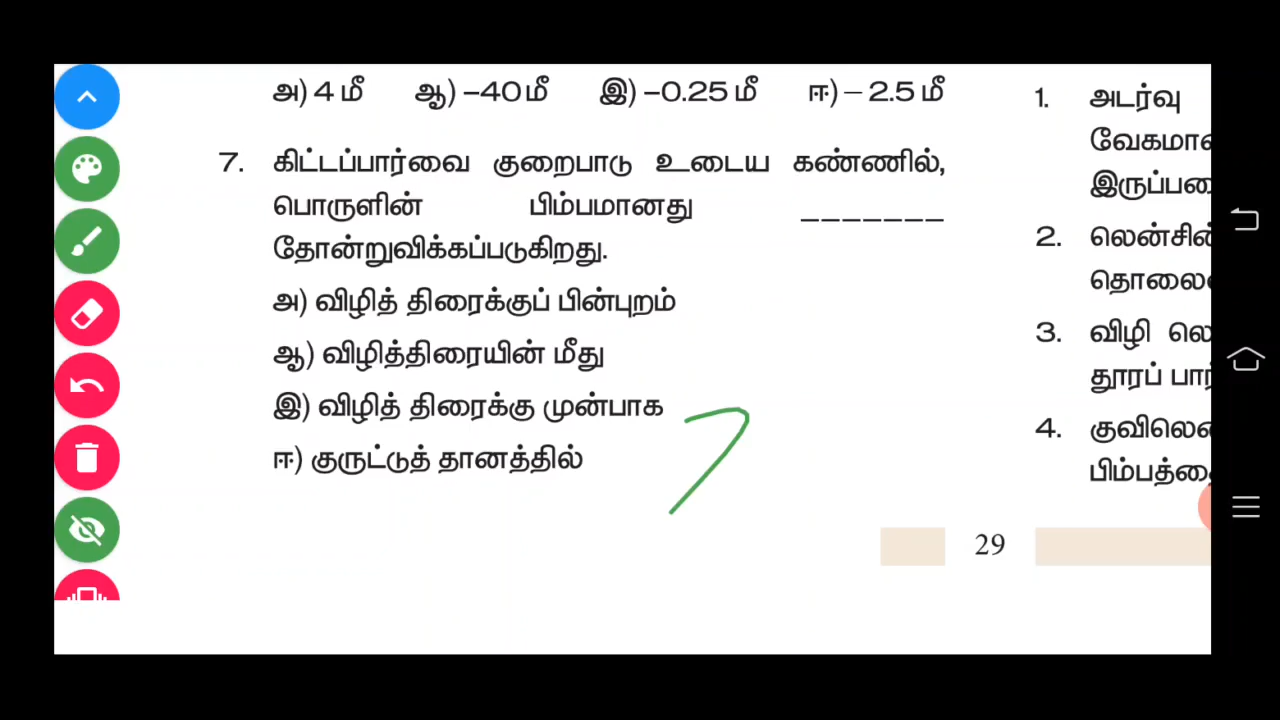 அ) 4 மீ ஆ) –40 மீ இ) –0.25 மீ ஈ) – 2.5 மீ
7. கிட்டப்பார்வை குறைபாடு உடைய கண்ணில்,
பொருளின் பிம்பமானது _______
தோன்றுவிக்கப்படுகிறது.
அ) விழித் திரைக்குப் பின்புறம்
ஆ) விழித்திரையின் மீது
இ) விழித் திரைக்கு முன்பாக
ஈ) குருட்டுத் தானத்தில்
1. அடர்வு
2.
3. விழி
4.
29